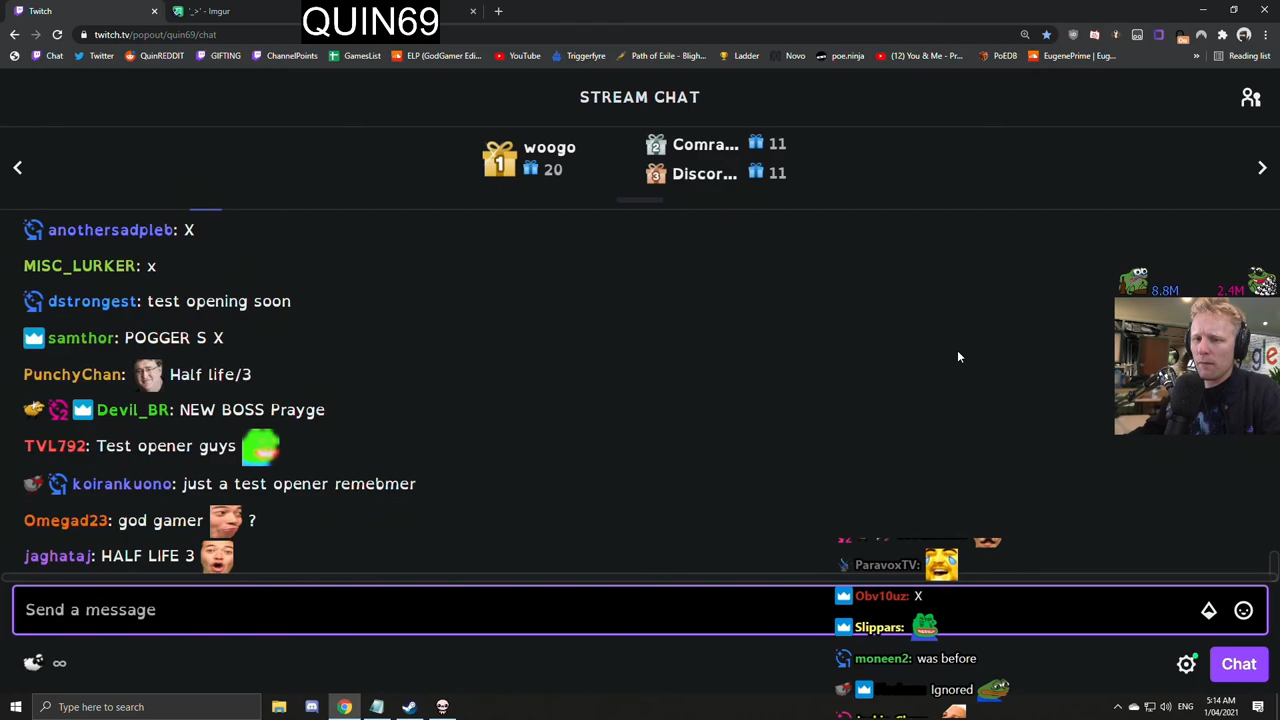 Twitch
'_>' - Imgur
QUIN69
twitch.tv/popout/quin69/chat
Chat
Twitter
QuinREDDIT
GIFTING
ChannelPoints
GamesList
ELP (GodGamer Edi...
YouTube
Triggerfyre
Path of Exile - Bligh...
Ladder
Novo
poe.ninja
(12) You & Me - Pr...
PoEDB
EugenePrime | Eug...
Reading list
STREAM CHAT
1
woogo
20
2
Comra...
11
3
Discor...
11
anothersadpleb: X
MISC_LURKER: x
dstrongest: test opening soon
samthor: POGGER S X
PunchyChan: Half life/3
Devil_BR: NEW BOSS Prayge
TVL792: Test opener guys
koirankuono: just a test opener remebmer
Omegad23: god gamer ?
jaghataj: HALF LIFE 3
8.8M
2.4M
ParavoxTV:
Obv10uz: X
Slippars:
moneen2: was before
Ignored
Send a message
∞
Chat
Type here to search
ENG
5:14 AM
1/04/2021